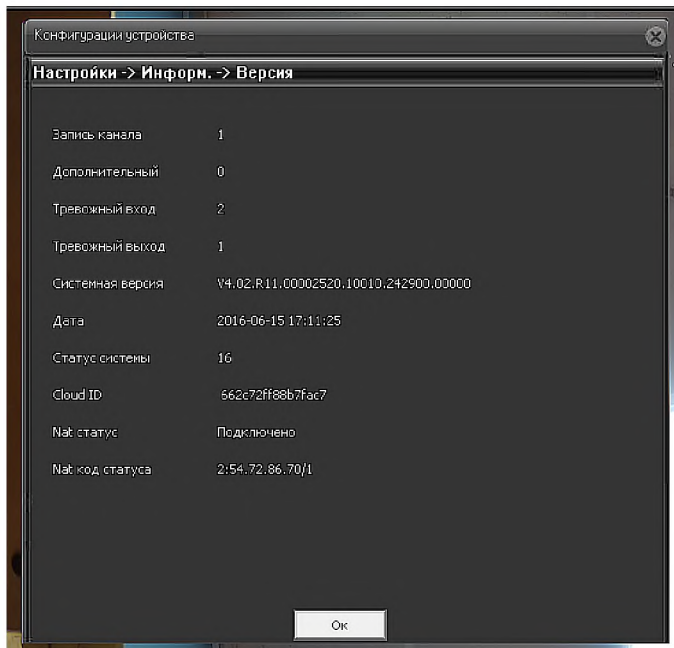 Конфигурации устройства
Настройки -> Информ. -> Версия
Запись канала 1
Дополнительный 0
Тревожный вход 2
Тревожный выход 1
Системная версия V4.02.R11.00002520.10010.242900.00000
Дата 2016-06-15 17:11:25
Статус системы 16
Cloud ID 662c72ff88b7fac7
Nat статус Подключено
Nat код статуса 2:54.72.86.70/1
Ок